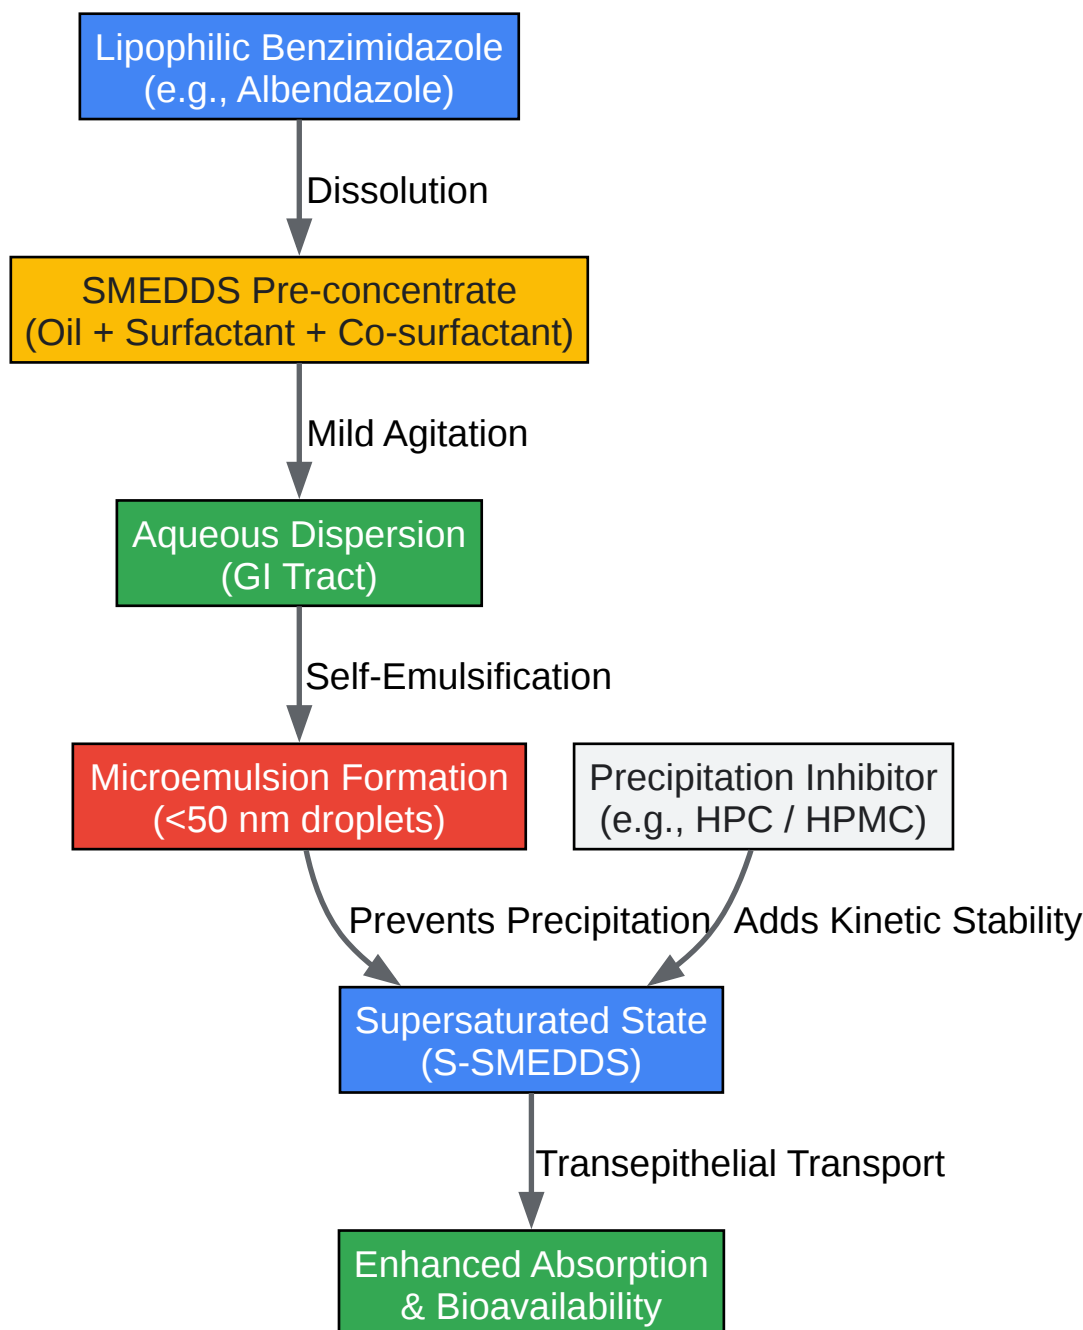 Lipophilic Benzimidazole
(e.g., Albendazole)
Dissolution
SMEDDS Pre-concentrate
(Oil + Surfactant + Co-surfactant)
Mild Agitation
Aqueous Dispersion
(GI Tract)
Self-Emulsification
Microemulsion Formation
(<50 nm droplets)
Precipitation Inhibitor
(e.g., HPC / HPMC)
Prevents Precipitation
Adds Kinetic Stability
Supersaturated State
(S-SMEDDS)
Transepithelial Transport
Enhanced Absorption
& Bioavailability